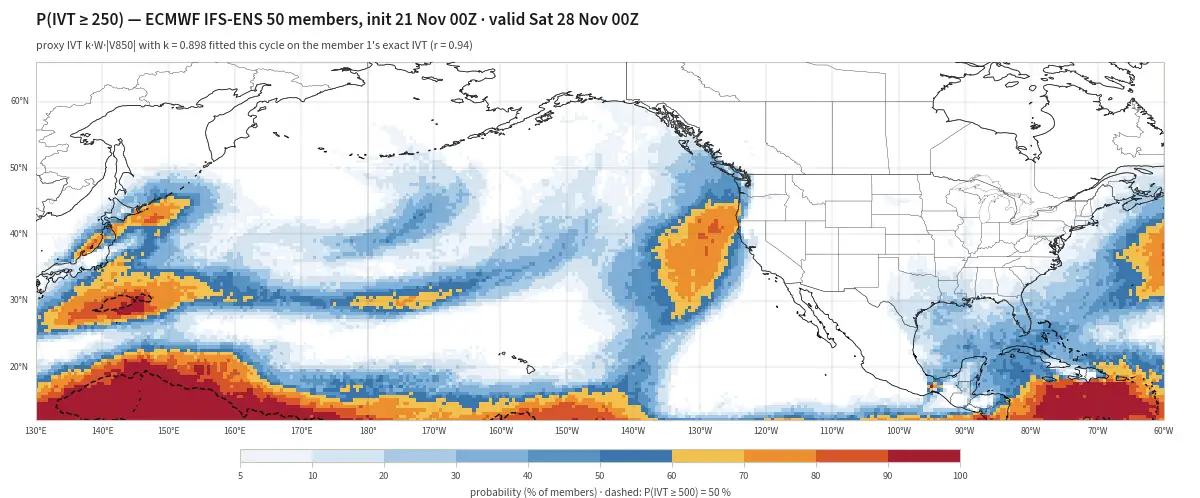 P(IVT ≥ 250) — ECMWF IFS-ENS 50 members, init 21 Nov 00Z · valid Sat 28 Nov 00Z
proxy IVT k·W·|V850| with k = 0.898 fitted this cycle on the member 1's exact IVT (r = 0.94)
60°N
50°N
40°N
30°N
20°N
130°E 140°E 150°E 160°E 170°E 180° 170°W 160°W 150°W 140°W 130°W 120°W 110°W 100°W 90°W 80°W 70°W 60°W
5 10 20 30 40 50 60 70 80 90 100
probability (% of members) · dashed: P(IVT ≥ 500) = 50 %